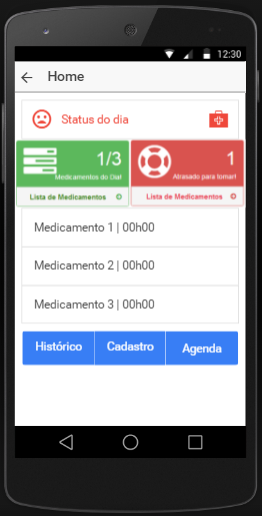 12:30
Home
Status do dia
1/3
Medicamentos do Dia!
Lista de Medicamentos
1
Atrasado para tomar!
Lista de Medicamentos
Medicamento 1 | 00h00
Medicamento 2 | 00h00
Medicamento 3 | 00h00
Histórico Cadastro Agenda